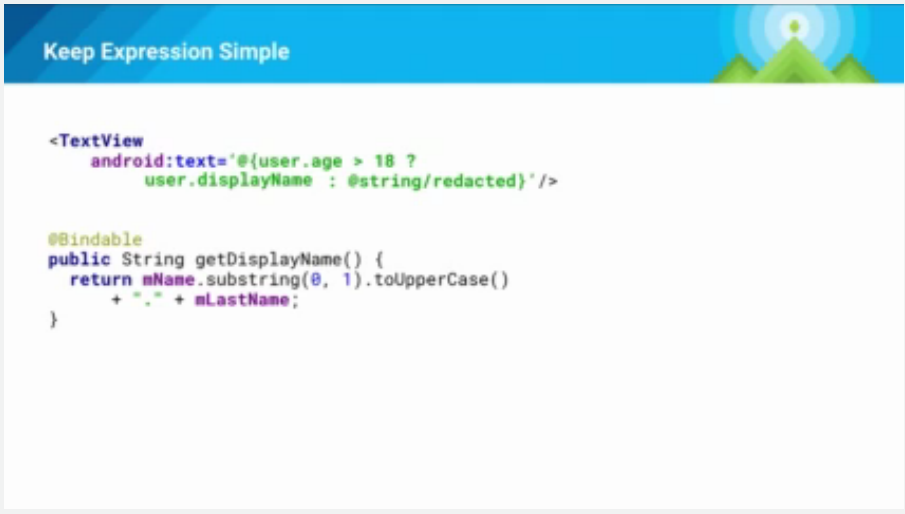 Keep Expression Simple
<TextView
android:text='@{user.age > 18 ?
user.displayName : @string/redacted}'/>
@Bindable
public String getDisplayName() {
return mName.substring(0, 1).toUpperCase()
+ "." + mLastName;
}